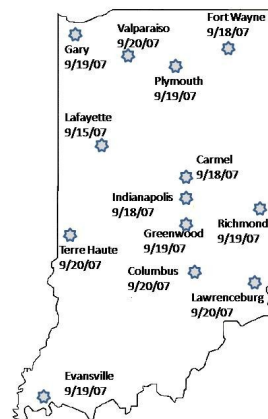 Fort Wayne
9/18/07
Valparaiso
9/20/07
Gary
9/19/07
Plymouth
9/19/07
Lafayette
9/15/07
Carmel
9/18/07
Indianapolis
9/18/07
Richmond
9/19/07
Greenwood
9/19/07
Terre Haute
9/20/07
Columbus
9/20/07
Lawrenceburg
9/20/07
Evansville
9/19/07